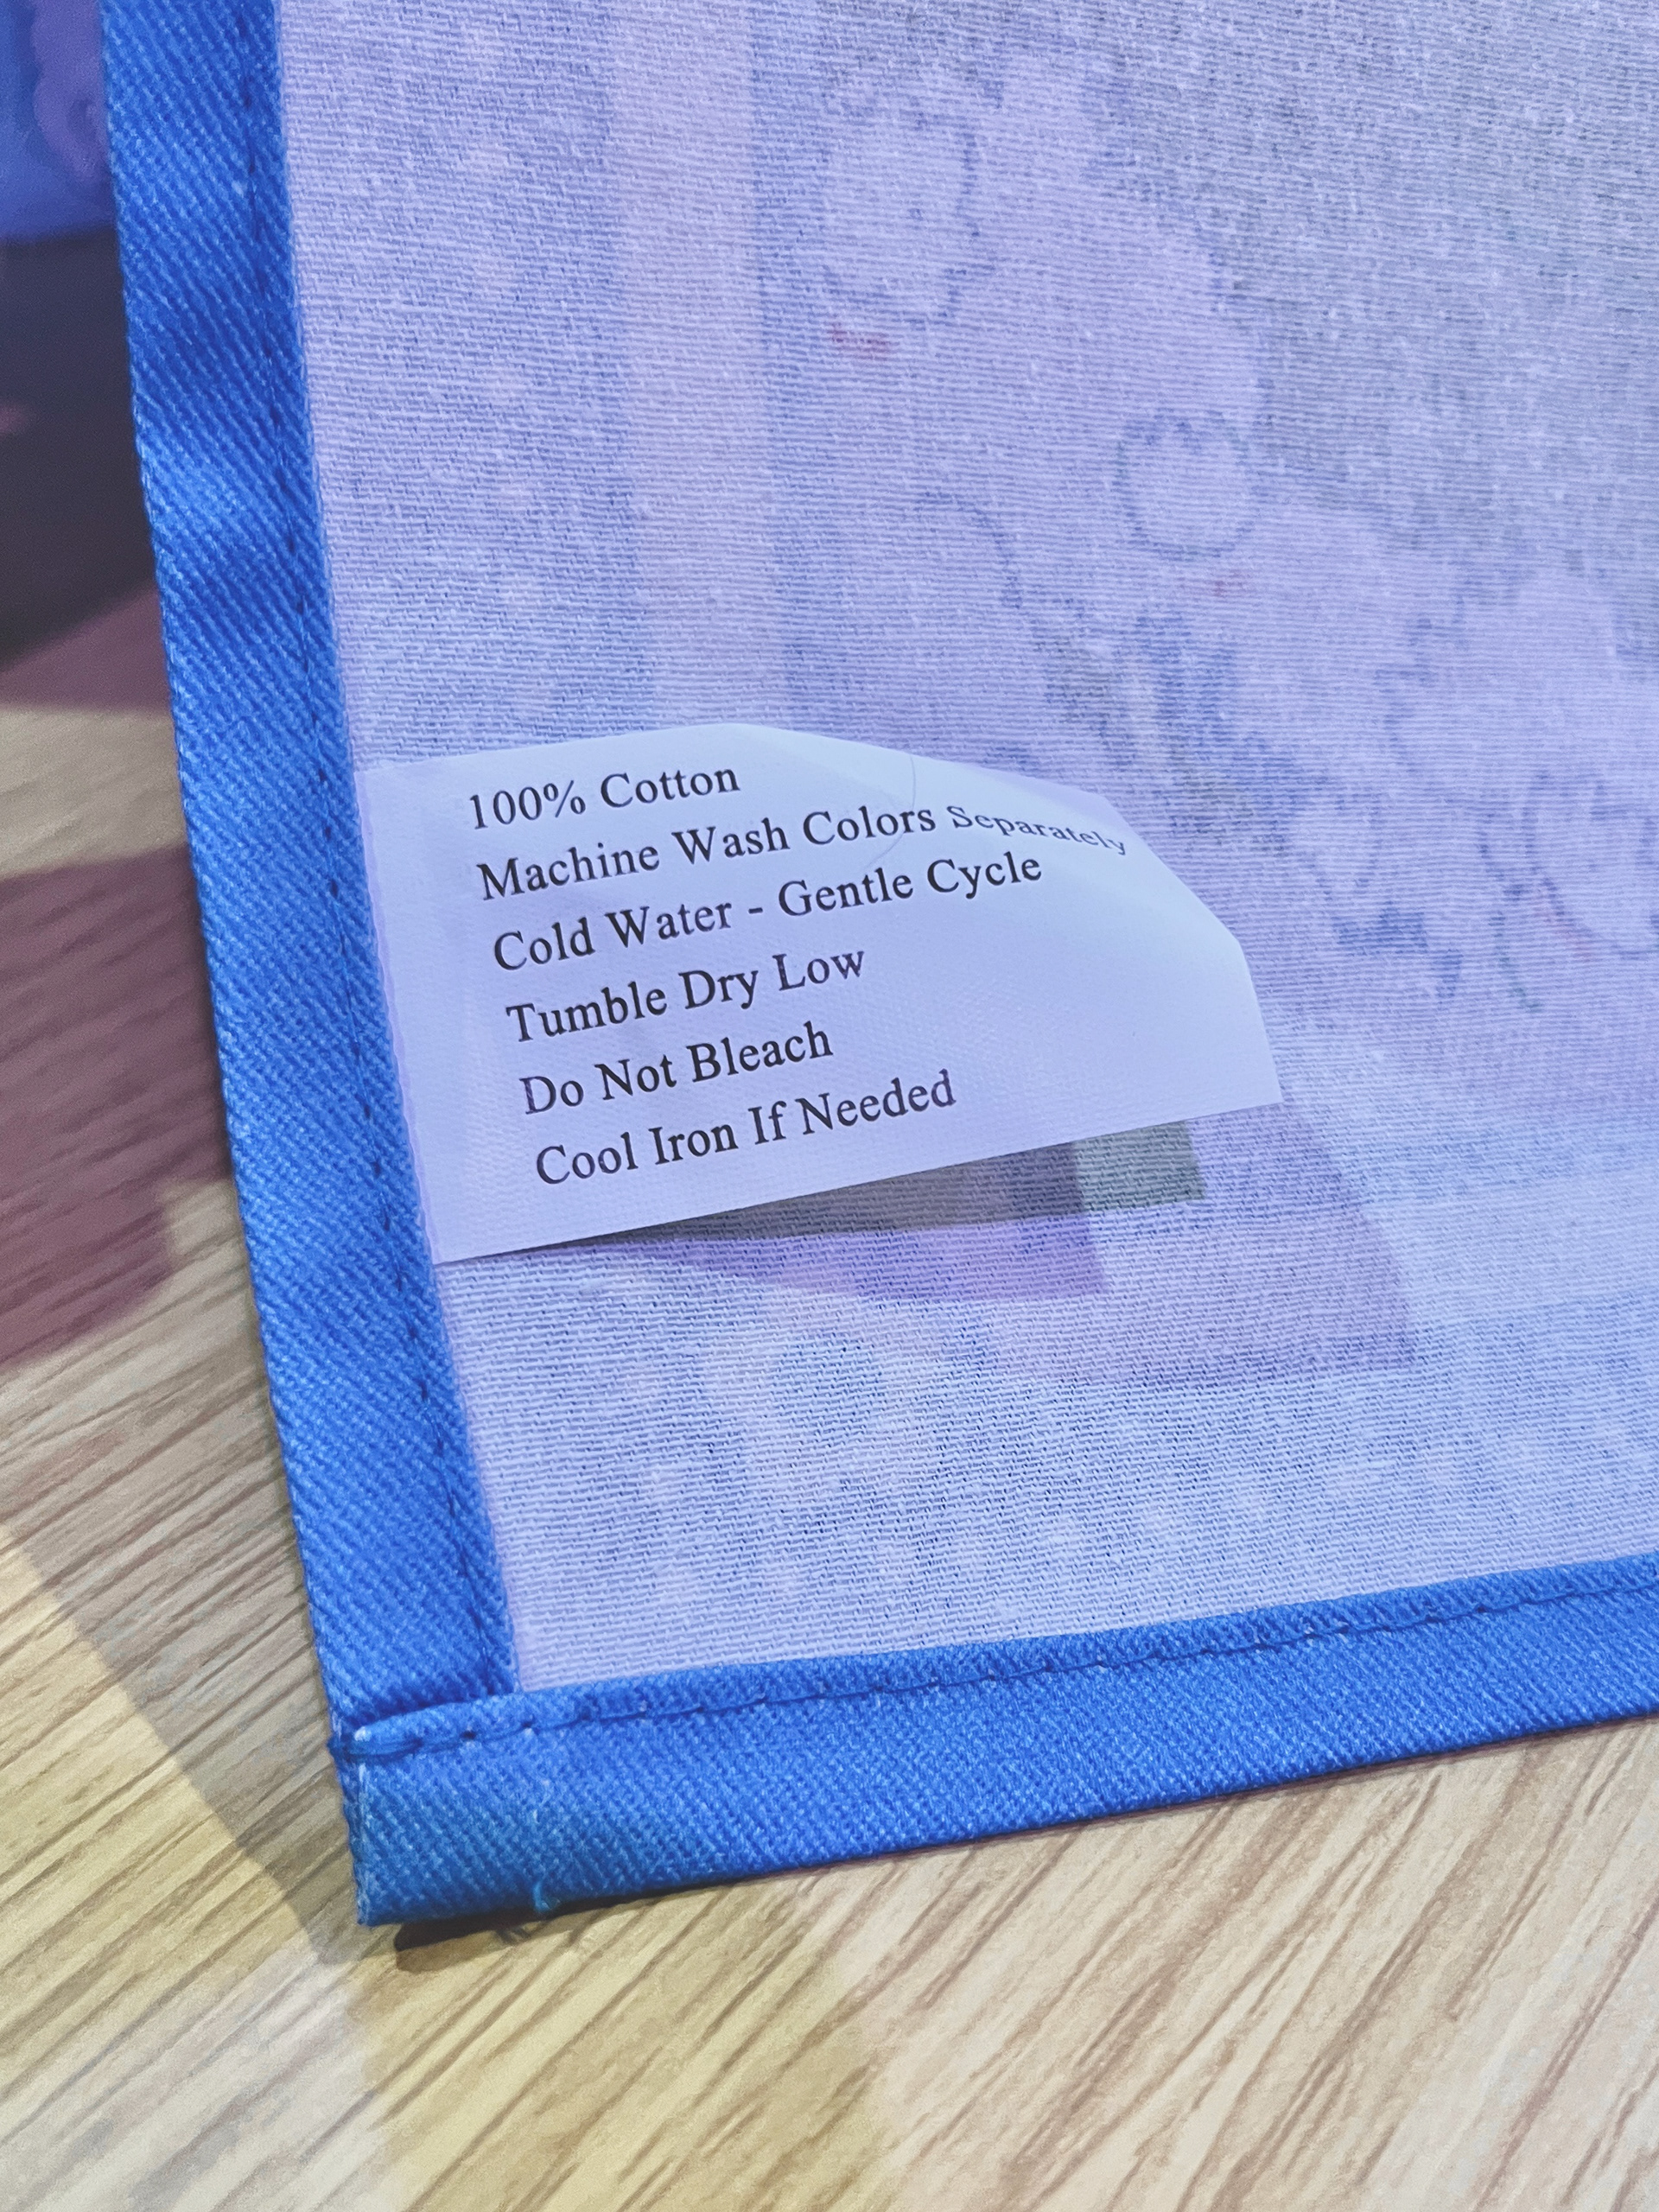 100% Cotton
Machine Wash Colors Separately
Cold Water - Gentle Cycle
Tumble Dry Low
Do Not Bleach
Cool Iron If Needed